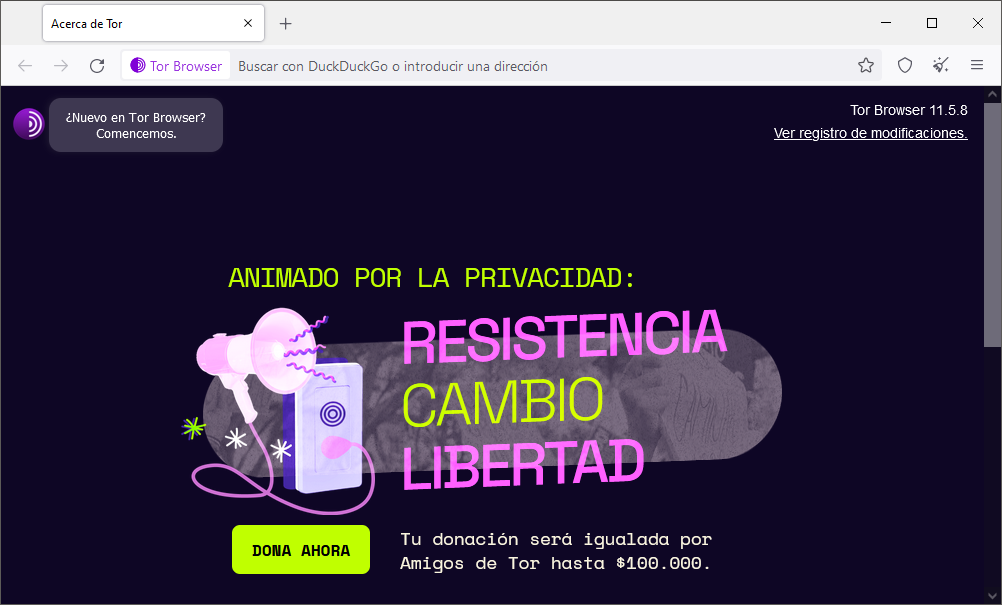 Acerca de Tor
Tor Browser
Buscar con DuckDuckGo o introducir una dirección
¿Nuevo en Tor Browser?
Comencemos.
Tor Browser 11.5.8
Ver registro de modificaciones.
ANIMADO POR LA PRIVACIDAD:
RESISTENCIA
CAMBIO
LIBERTAD
DONA AHORA
Tu donación será igualada por
Amigos de Tor hasta $100.000.